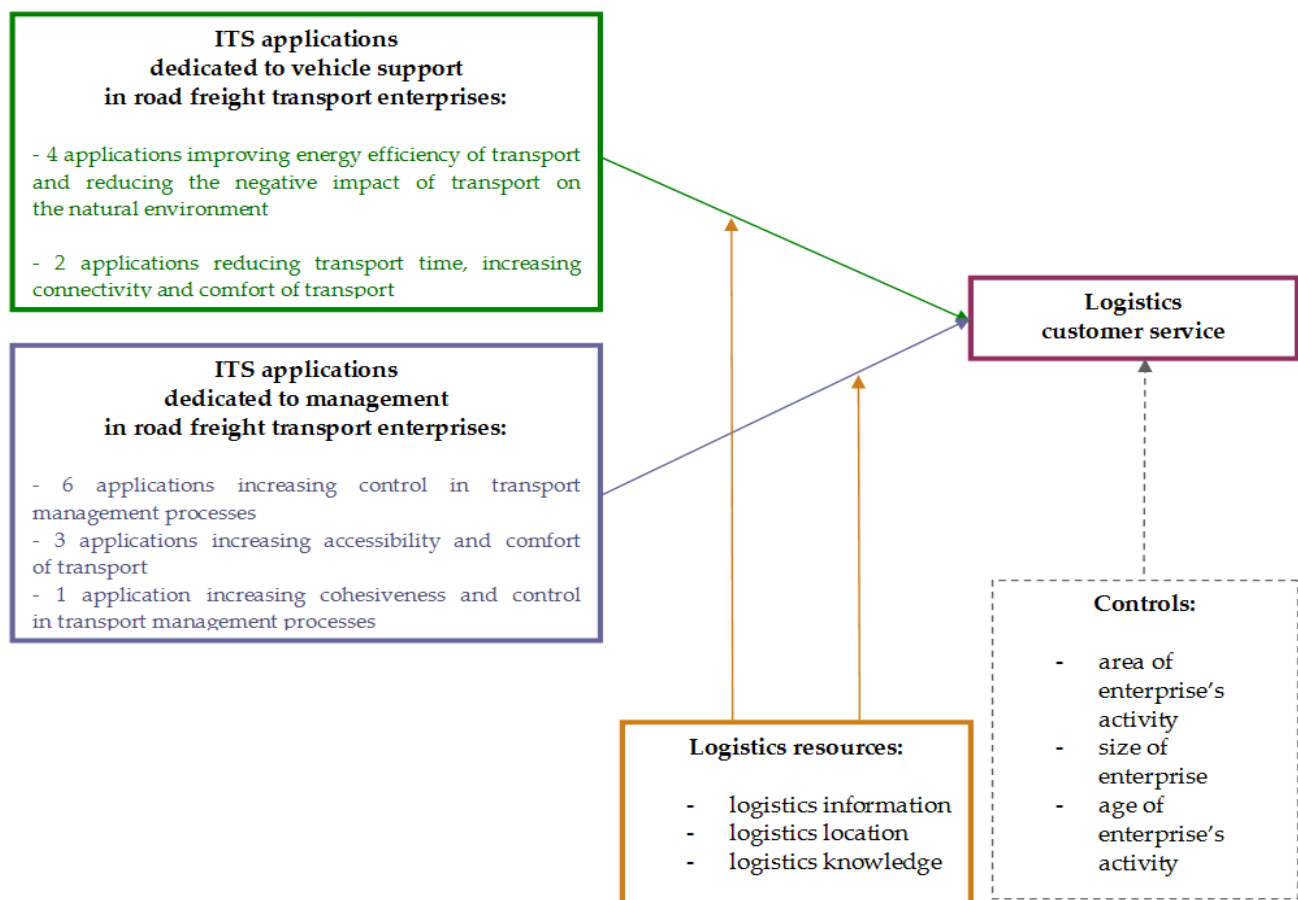 ITS applications
dedicated to vehicle support
in road freight transport enterprises:
- 4 applications improving energy efficiency of transport
and reducing the negative impact of transport on
the natural environment
- 2 applications reducing transport time, increasing
connectivity and comfort of transport
ITS applications
dedicated to management
in road freight transport enterprises:
- 6 applications increasing control in transport
management processes
- 3 applications increasing accessibility and comfort
of transport
- 1 application increasing cohesiveness and control
in transport management processes
Logistics
customer service
Logistics resources:
- logistics information
- logistics location
- logistics knowledge
Controls:
- area of
enterprise’s
activity
- size of
enterprise
- age of
enterprise’s
activity